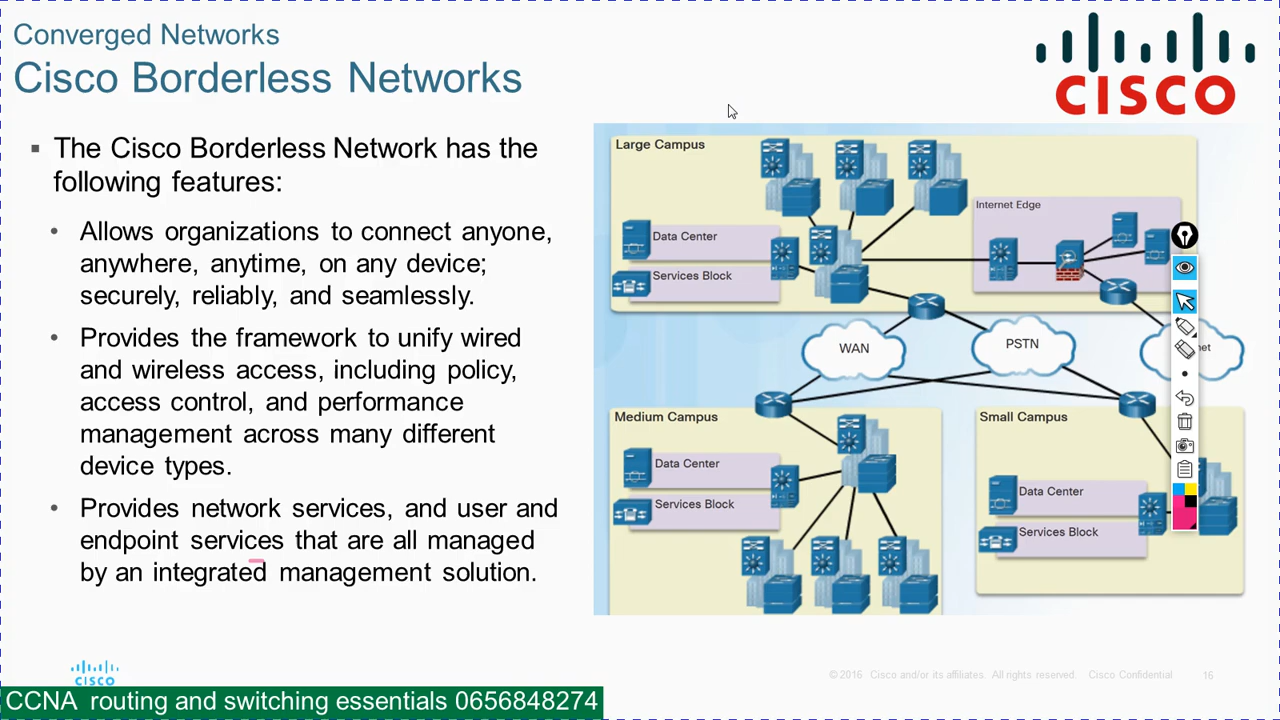 Converged Networks
Cisco Borderless Networks
CISCO
The Cisco Borderless Network has the
following features:
Allows organizations to connect anyone,
anywhere, anytime, on any device;
securely, reliably, and seamlessly.
Provides the framework to unify wired
and wireless access, including policy,
access control, and performance
management across many different
device types.
Provides network services, and user and
endpoint services that are all managed
by an integrated management solution.
Large Campus
Internet Edge
Data Center
Services Block
WAN
PSTN
Medium Campus
Data Center
Services Block
Small Campus
Data Center
Services Block
CISCO
© 2016 Cisco and/or its affiliates. All rights reserved. Cisco Confidential
16
CCNA routing and switching essentials 0656848274